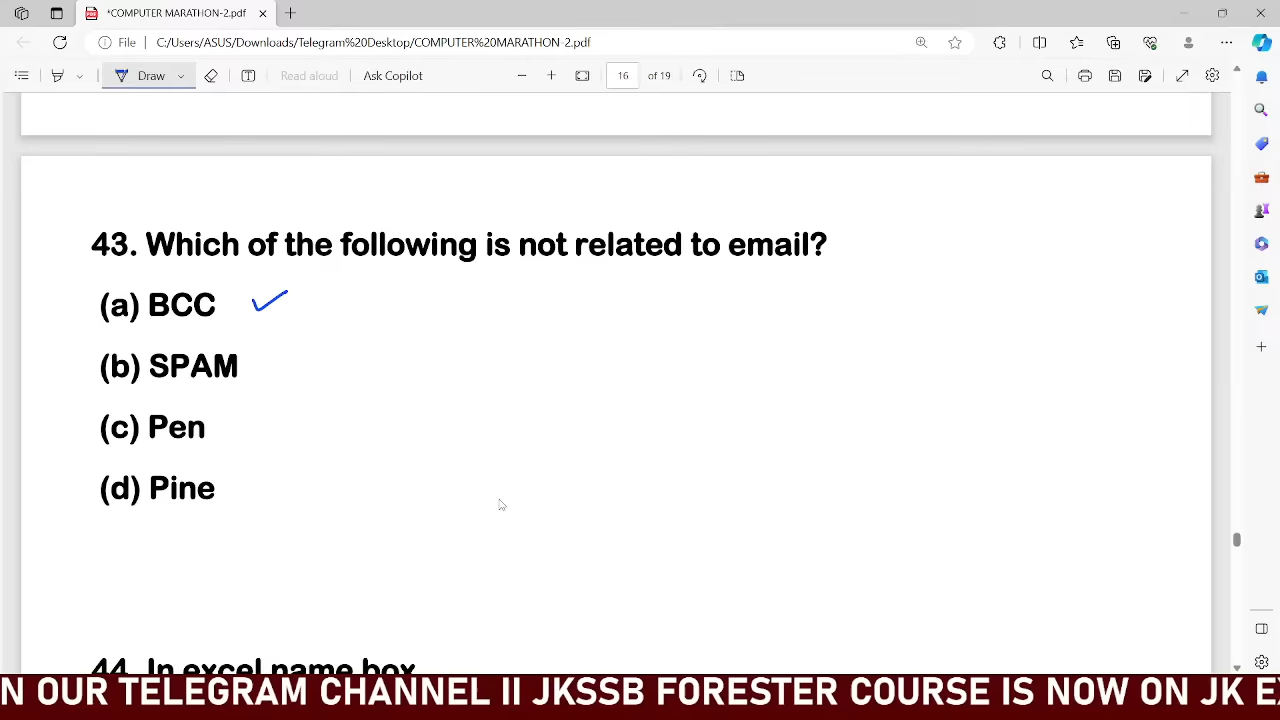 *COMPUTER MARATHON-2.pdf
File C:/Users/ASUS/Downloads/Telegram%20Desktop/COMPUTER%20MARATHON-2.pdf
Draw Read aloud Ask Copilot 16 of 19
43. Which of the following is not related to email?
(a) BCC
(b) SPAM
(c) Pen
(d) Pine
44. In excel name box
N OUR TELEGRAM CHANNEL II JKSSB FORESTER COURSE IS NOW ON JK E